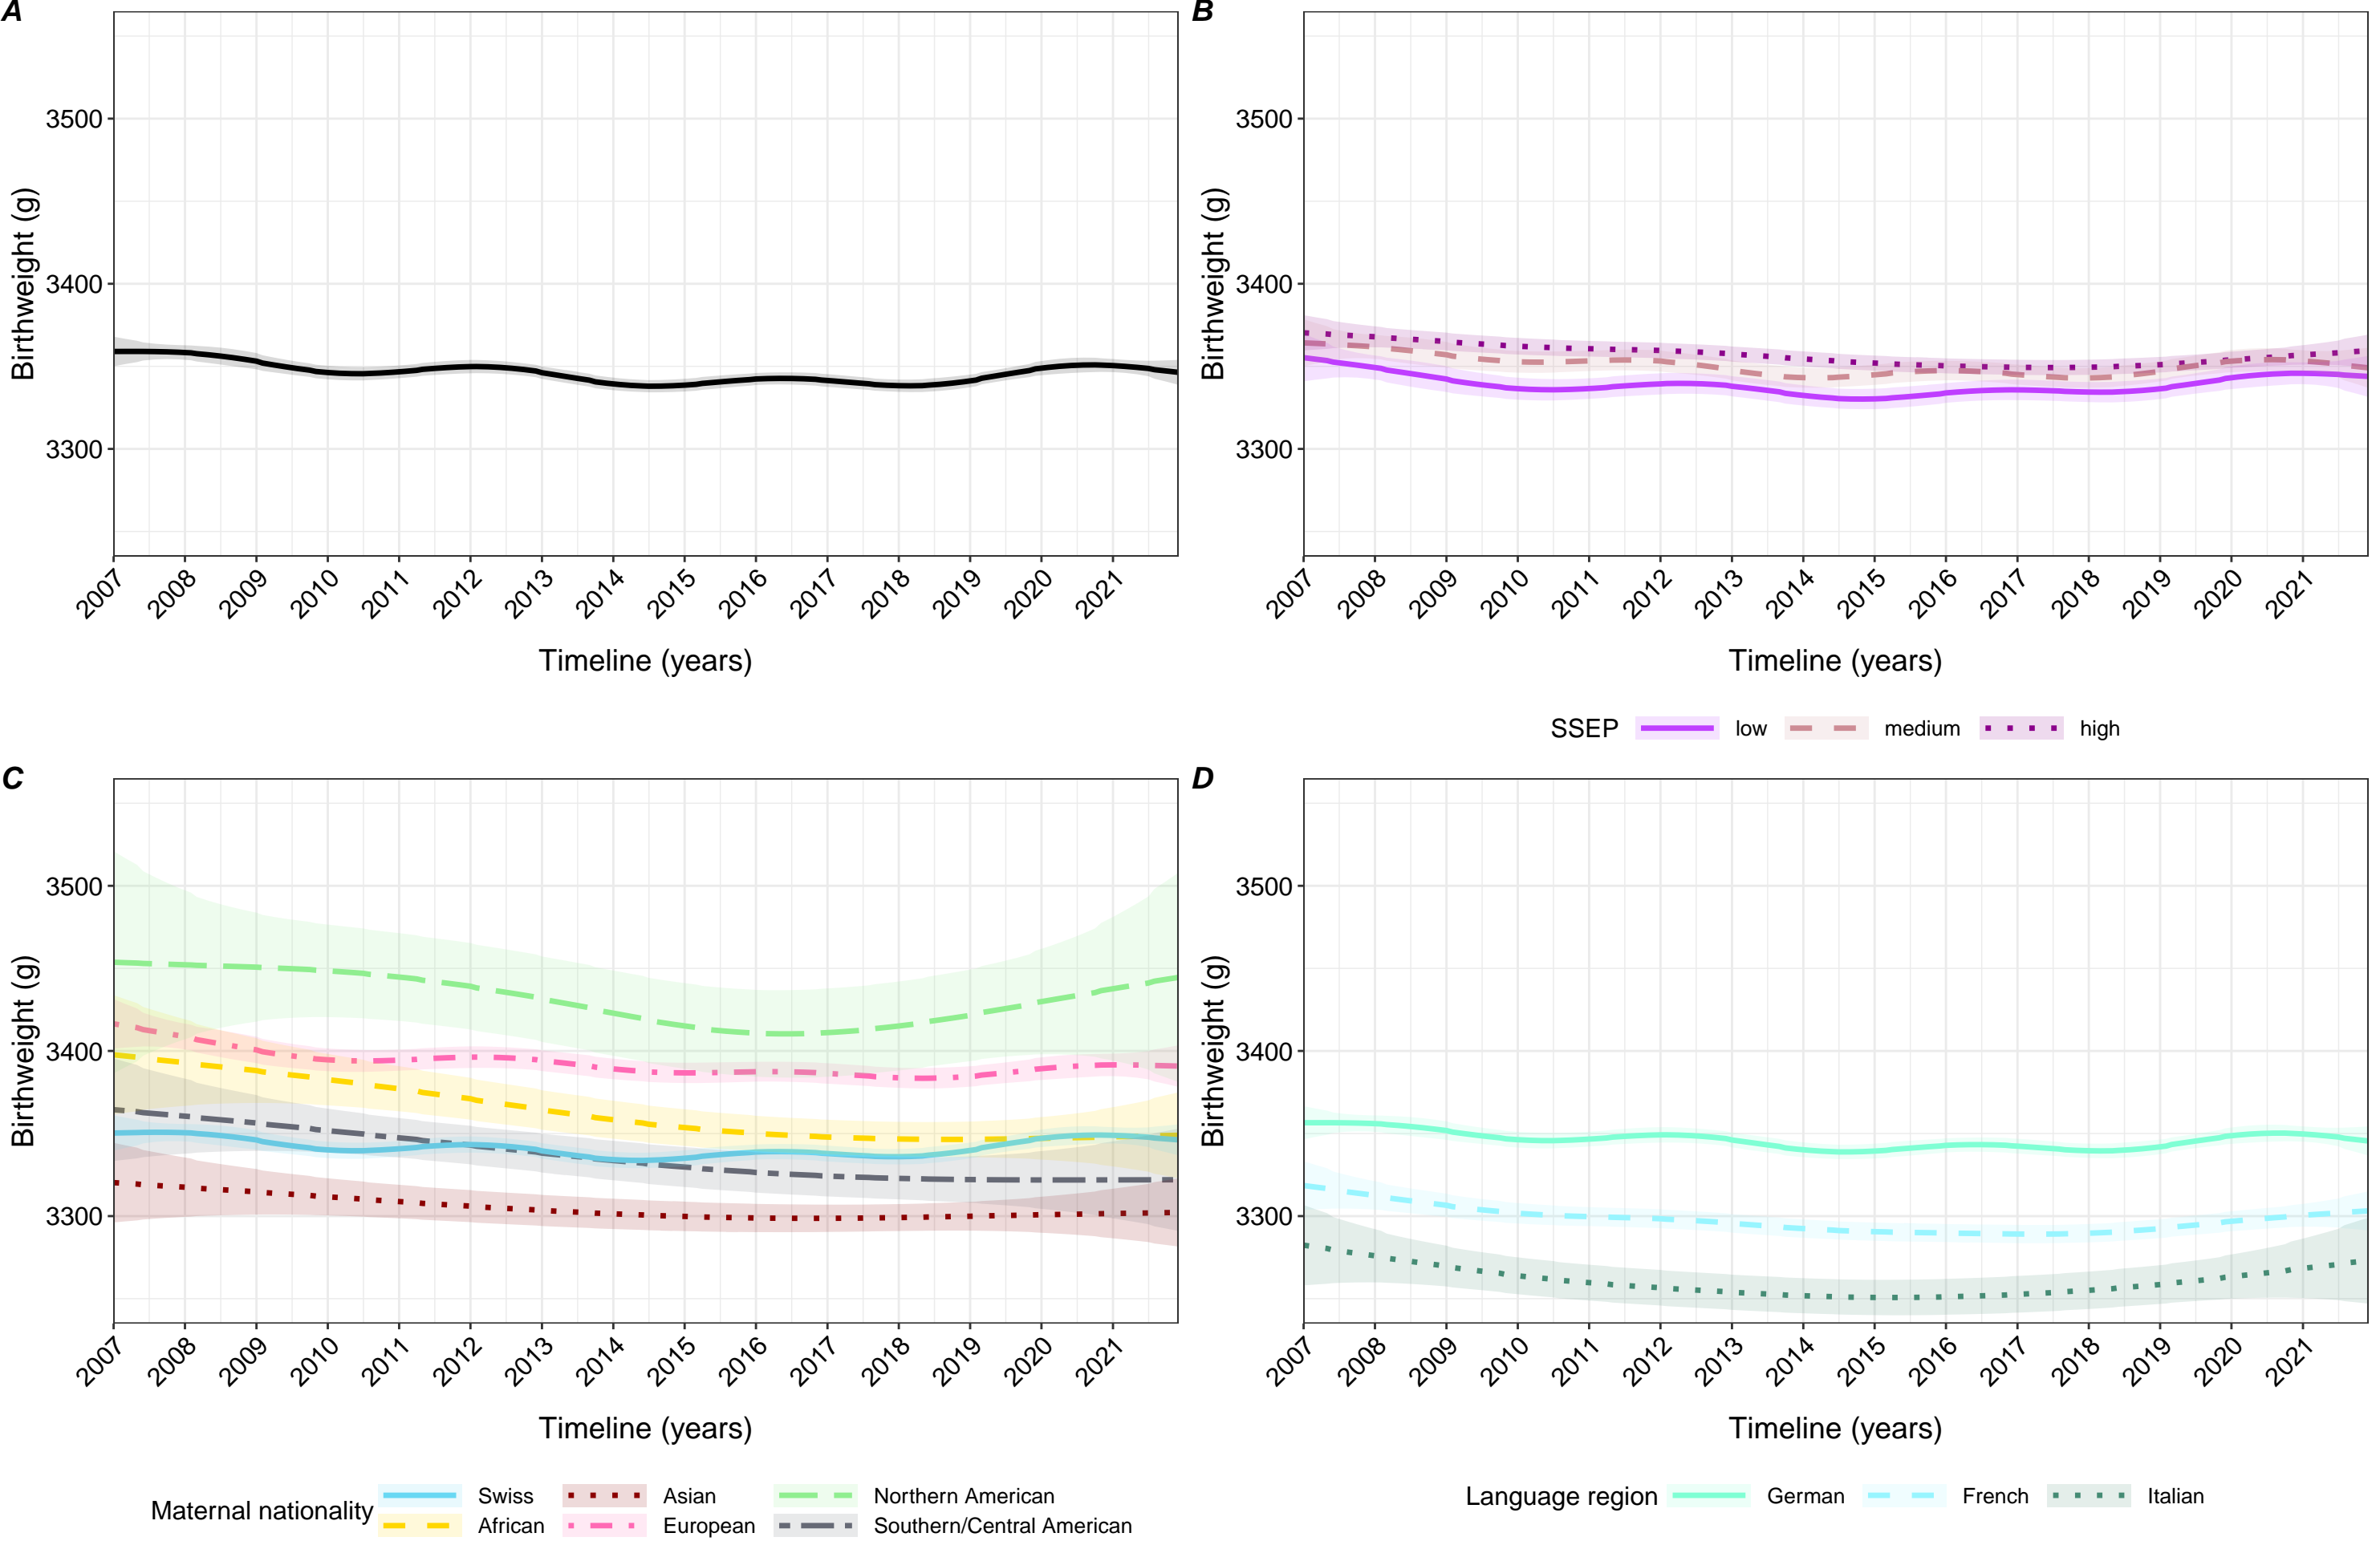 A
Birthweight (g)
3500
3400
3300
2007 2008 2009 2010 2011 2012 2013 2014 2015 2016 2017 2018 2019 2020 2021
Timeline (years)
B
Birthweight (g)
3500
3400
3300
2007 2008 2009 2010 2011 2012 2013 2014 2015 2016 2017 2018 2019 2020 2021
Timeline (years)
SSEP low medium high
C
Birthweight (g)
3500
3400
3300
2007 2008 2009 2010 2011 2012 2013 2014 2015 2016 2017 2018 2019 2020 2021
Timeline (years)
Maternal nationality
Swiss Asian Northern American
African European Southern/Central American
D
Birthweight (g)
3500
3400
3300
2007 2008 2009 2010 2011 2012 2013 2014 2015 2016 2017 2018 2019 2020 2021
Timeline (years)
Language region German French Italian